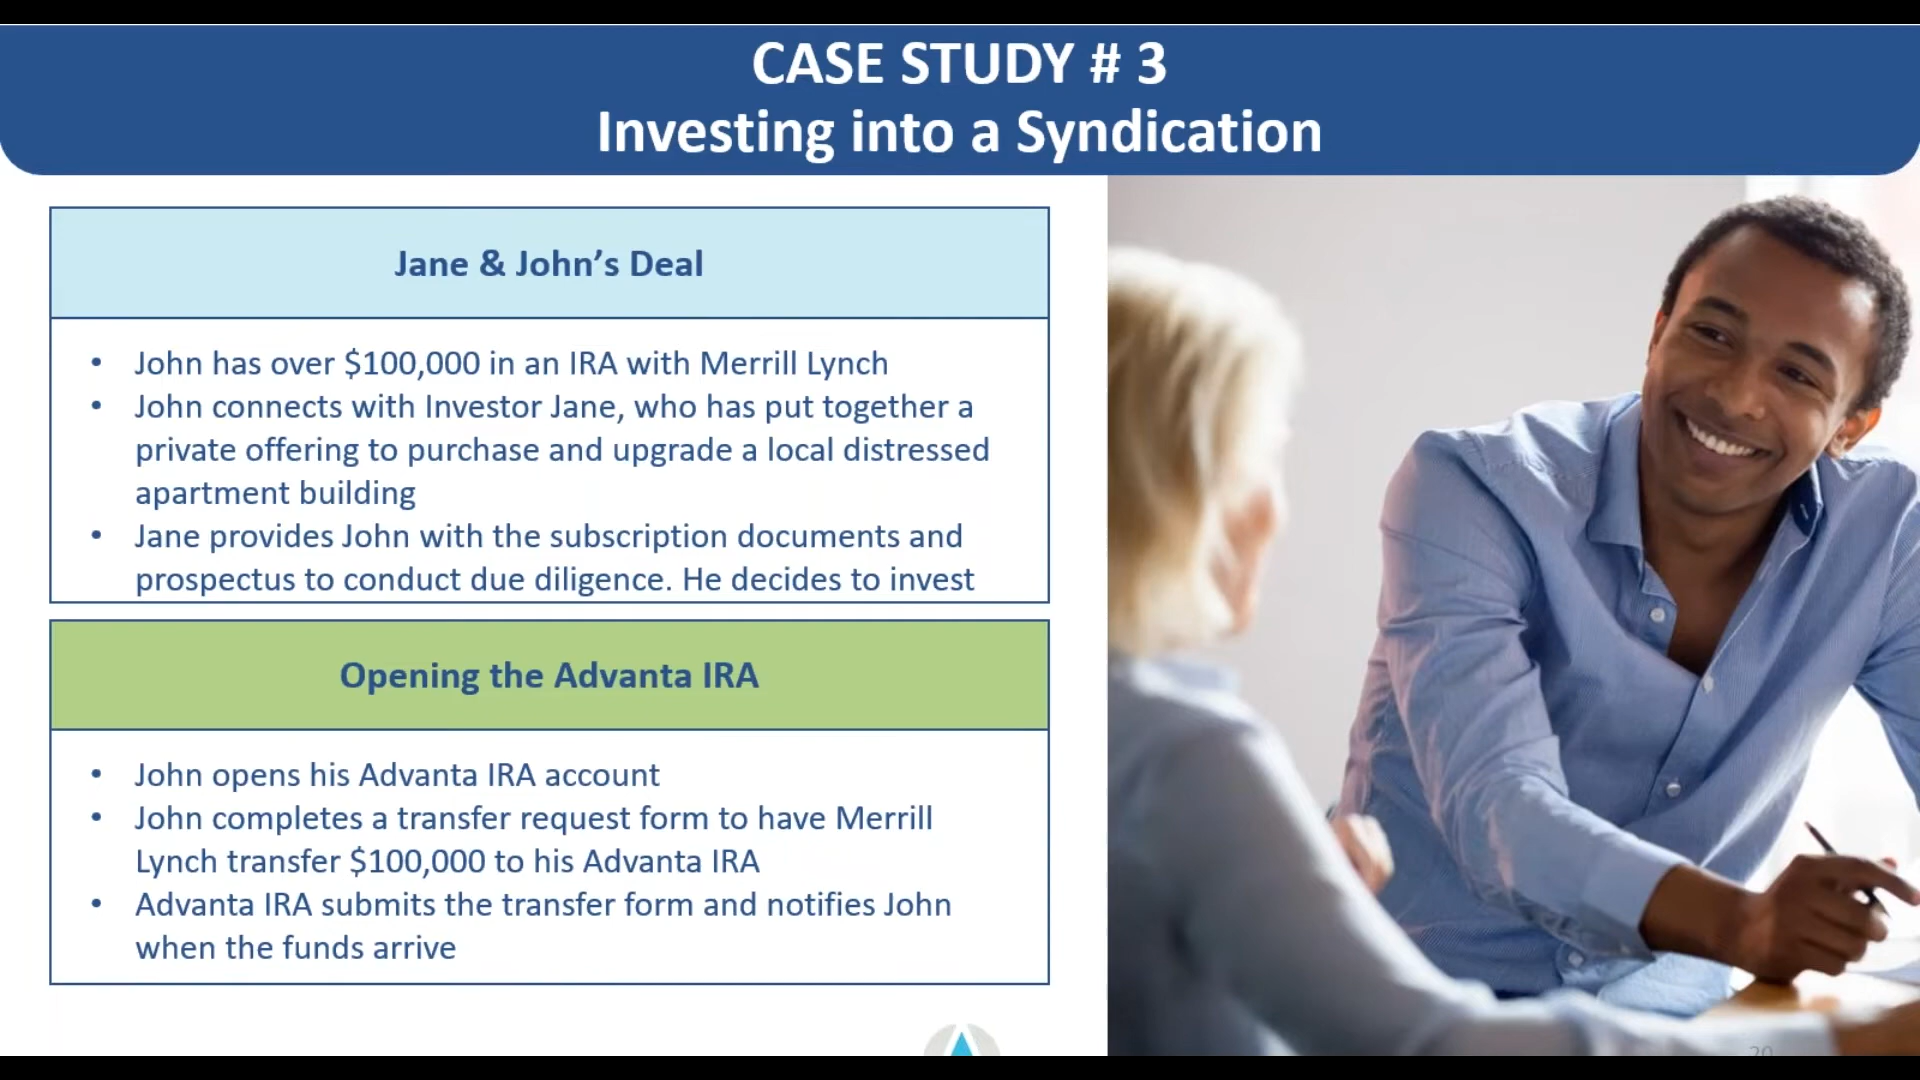 CASE STUDY # 3
Investing into a Syndication
Jane & John’s Deal
• John has over $100,000 in an IRA with Merrill Lynch
• John connects with Investor Jane, who has put together a
private offering to purchase and upgrade a local distressed
apartment building
• Jane provides John with the subscription documents and
prospectus to conduct due diligence. He decides to invest
Opening the Advanta IRA
• John opens his Advanta IRA account
• John completes a transfer request form to have Merrill
Lynch transfer $100,000 to his Advanta IRA
• Advanta IRA submits the transfer form and notifies John
when the funds arrive
20